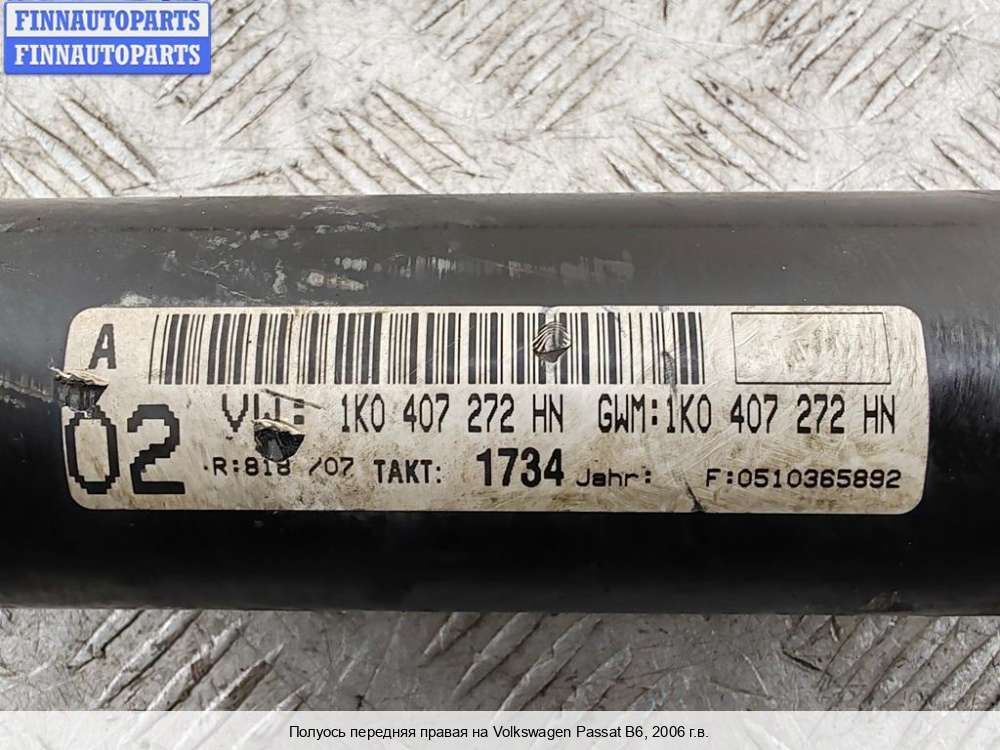 FINNAUTOPARTS
FINNAUTOPARTS
A
02
VW: 1K0 407 272 HN GWM:1K0 407 272 HN
R:818 /07 TAKT: 1734 Jahr: F:0510365892
Полуось передняя правая на Volkswagen Passat B6, 2006 г.в.